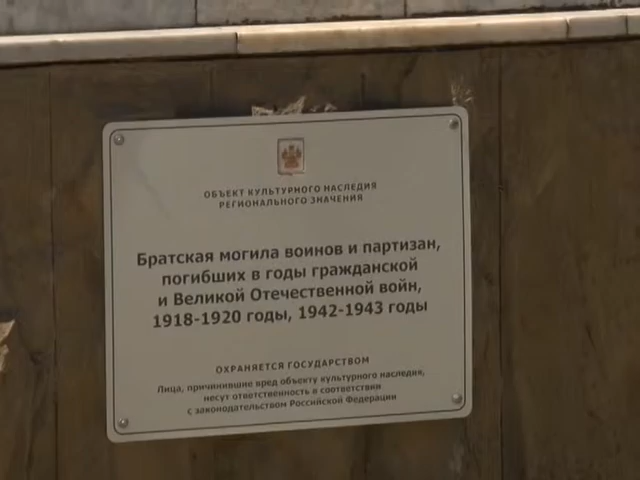 ОБЪЕКТ КУЛЬТУРНОГО НАСЛЕДИЯ
РЕГИОНАЛЬНОГО ЗНАЧЕНИЯ
Братская могила воинов и партизан,
погибших в годы гражданской
и Великой Отечественной войн,
1918-1920 годы, 1942-1943 годы
ОХРАНЯЕТСЯ ГОСУДАРСТВОМ
Лица, причинившие вред объекту культурного наследия,
несут ответственность в соответствии
с законодательством Российской Федерации